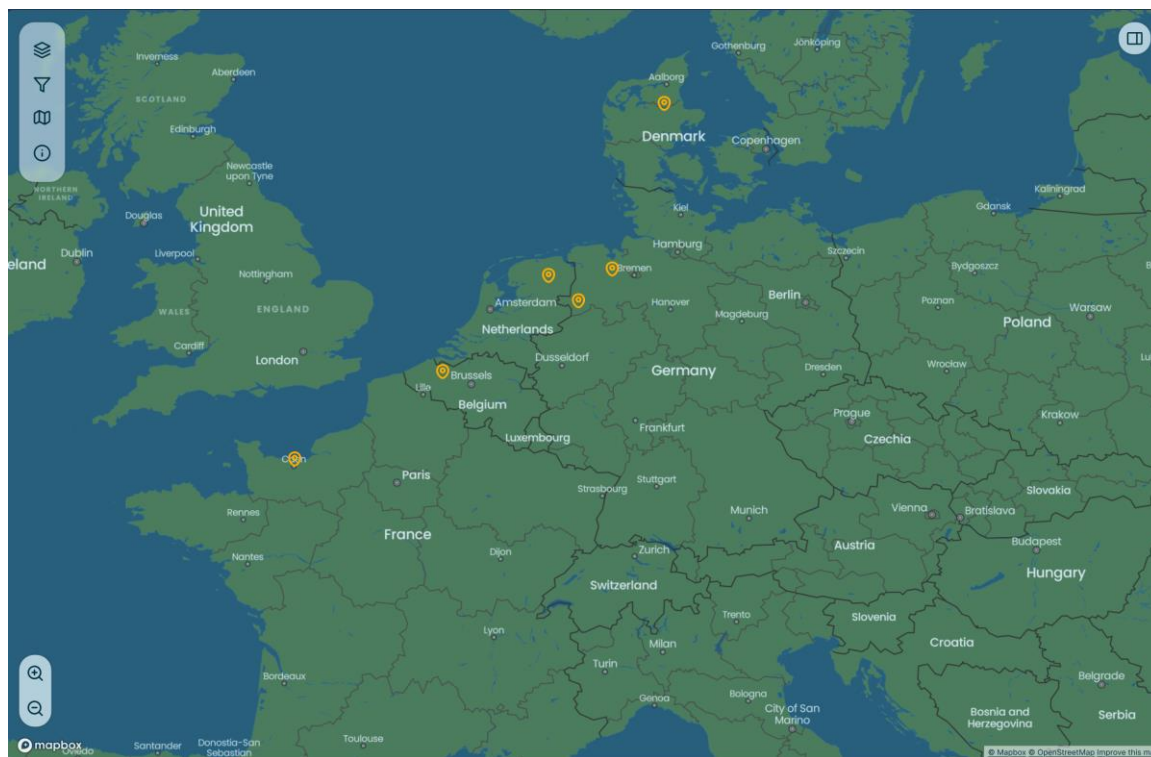 Inverness
Aberdeen
SCOTLAND
Edinburgh
Newcastle
upon Tyne
NORTHERN
IRELAND
Douglas
United
Kingdom
Dublin
eland
Liverpool
Nottingham
WALES
ENGLAND
Cardiff
London
Gothenburg
Jönköping
Aalborg
Denmark
Copenhagen
Kiel
Hamburg
Bremen
Szczecin
Kaliningrad
Gdansk
Bydgoszcz
Poznan
Warsaw
Poland
Wrocław
Krakow
Amsterdam
Netherlands
Hanover
Magdeburg
Berlin
Dusseldorf
Germany
Dresden
Brussels
Lille
Belgium
Luxembourg
Frankfurt
Prague
Czechia
Paris
Strasbourg
Stuttgart
Munich
Rennes
Nantes
France
Dijon
Zurich
Switzerland
Vienna
Bratislava
Slovakia
Austria
Budapest
Hungary
Slovenia
Croatia
Trento
Milan
Turin
Lyon
Genoa
Bologna
City of San
Marino
Belgrade
Bosnia and
Herzegovina
Serbia
Bordeaux
Toulouse
Santander
Donostia-San
Sebastian
Oviedo
mapbox
© Mapbox © OpenStreetMap Improve this m